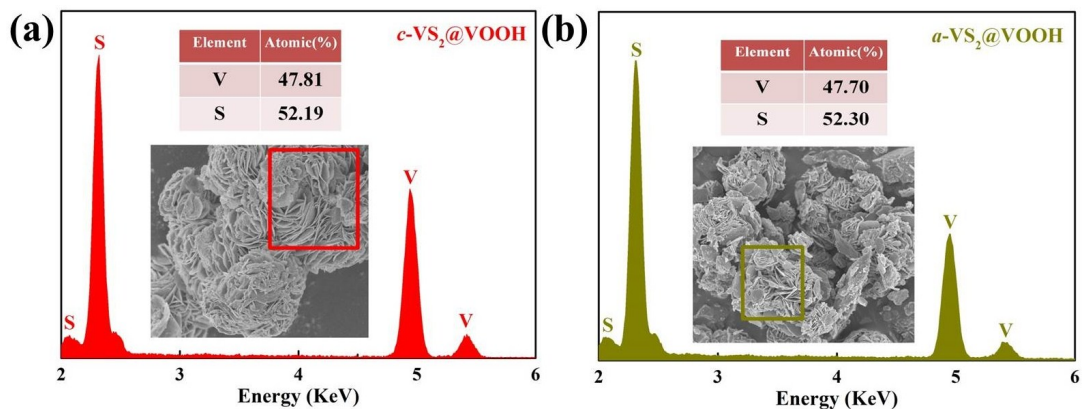 (a)
S
Element Atomic(%)
V 47.81
S 52.19
c-VS₂@VOOH
V
S
V
2 3 4 5 6
Energy (KeV)
(b)
S
Element Atomic(%)
V 47.70
S 52.30
a-VS₂@VOOH
V
S
V
2 3 4 5 6
Energy (KeV)